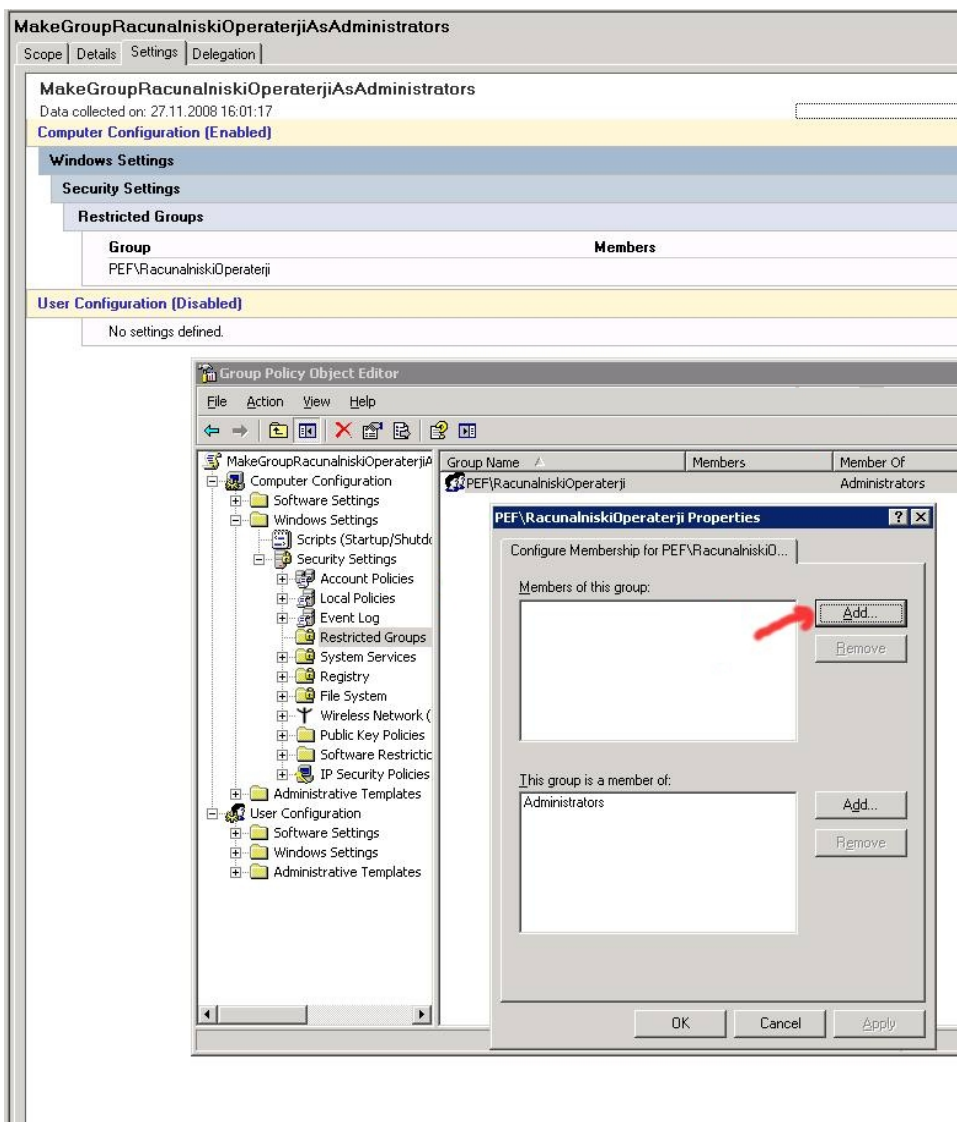 MakeGroupRacunalniskiOperaterjiAsAdministrators
Scope Details Settings Delegation
MakeGroupRacunalniskiOperaterjiAsAdministrators
Data collected on: 27.11.2008 16:01:17
Computer Configuration (Enabled)
Windows Settings
Security Settings
Restricted Groups
Group Members
PEF\RacunalniskiOperaterji
User Configuration (Disabled)
No settings defined.
Group Policy Object Editor
File Action View Help
MakeGroupRacunalniskiOperaterjiA
Computer Configuration
Software Settings
Windows Settings
Scripts (Startup/Shutdo
Security Settings
Account Policies
Local Policies
Event Log
Restricted Groups
System Services
Registry
File System
Wireless Network (
Public Key Policies
Software Restrictic
IP Security Policies
Administrative Templates
User Configuration
Software Settings
Windows Settings
Administrative Templates
Group Name Members Member Of
PEF\RacunalniskiOperaterji Administrators
PEF\RacunalniskiOperaterji Properties
Configure Membership for PEF\RacunalniskiO...
Members of this group:
Add...
Remove
This group is a member of:
Administrators
Add...
Remove
OK Cancel Apply